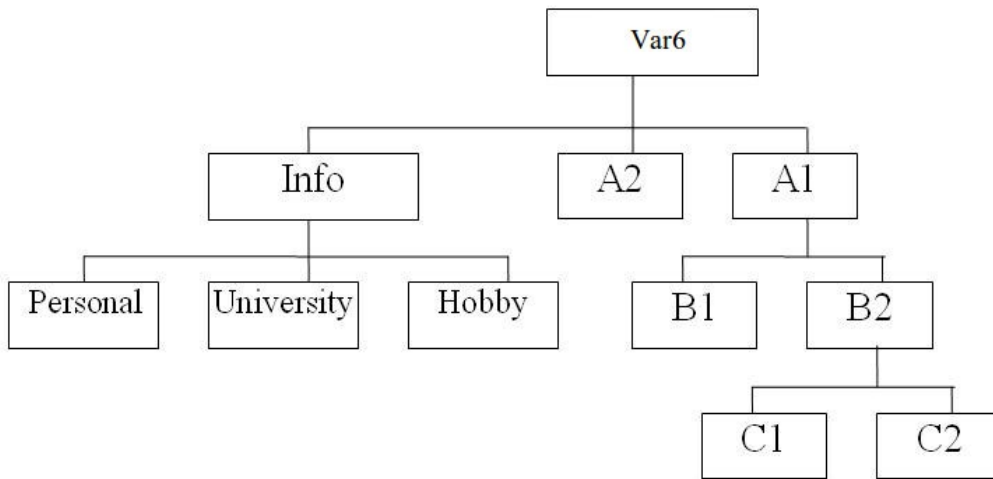 Var6
Info
A2
A1
Personal
University
Hobby
B1
B2
C1
C2